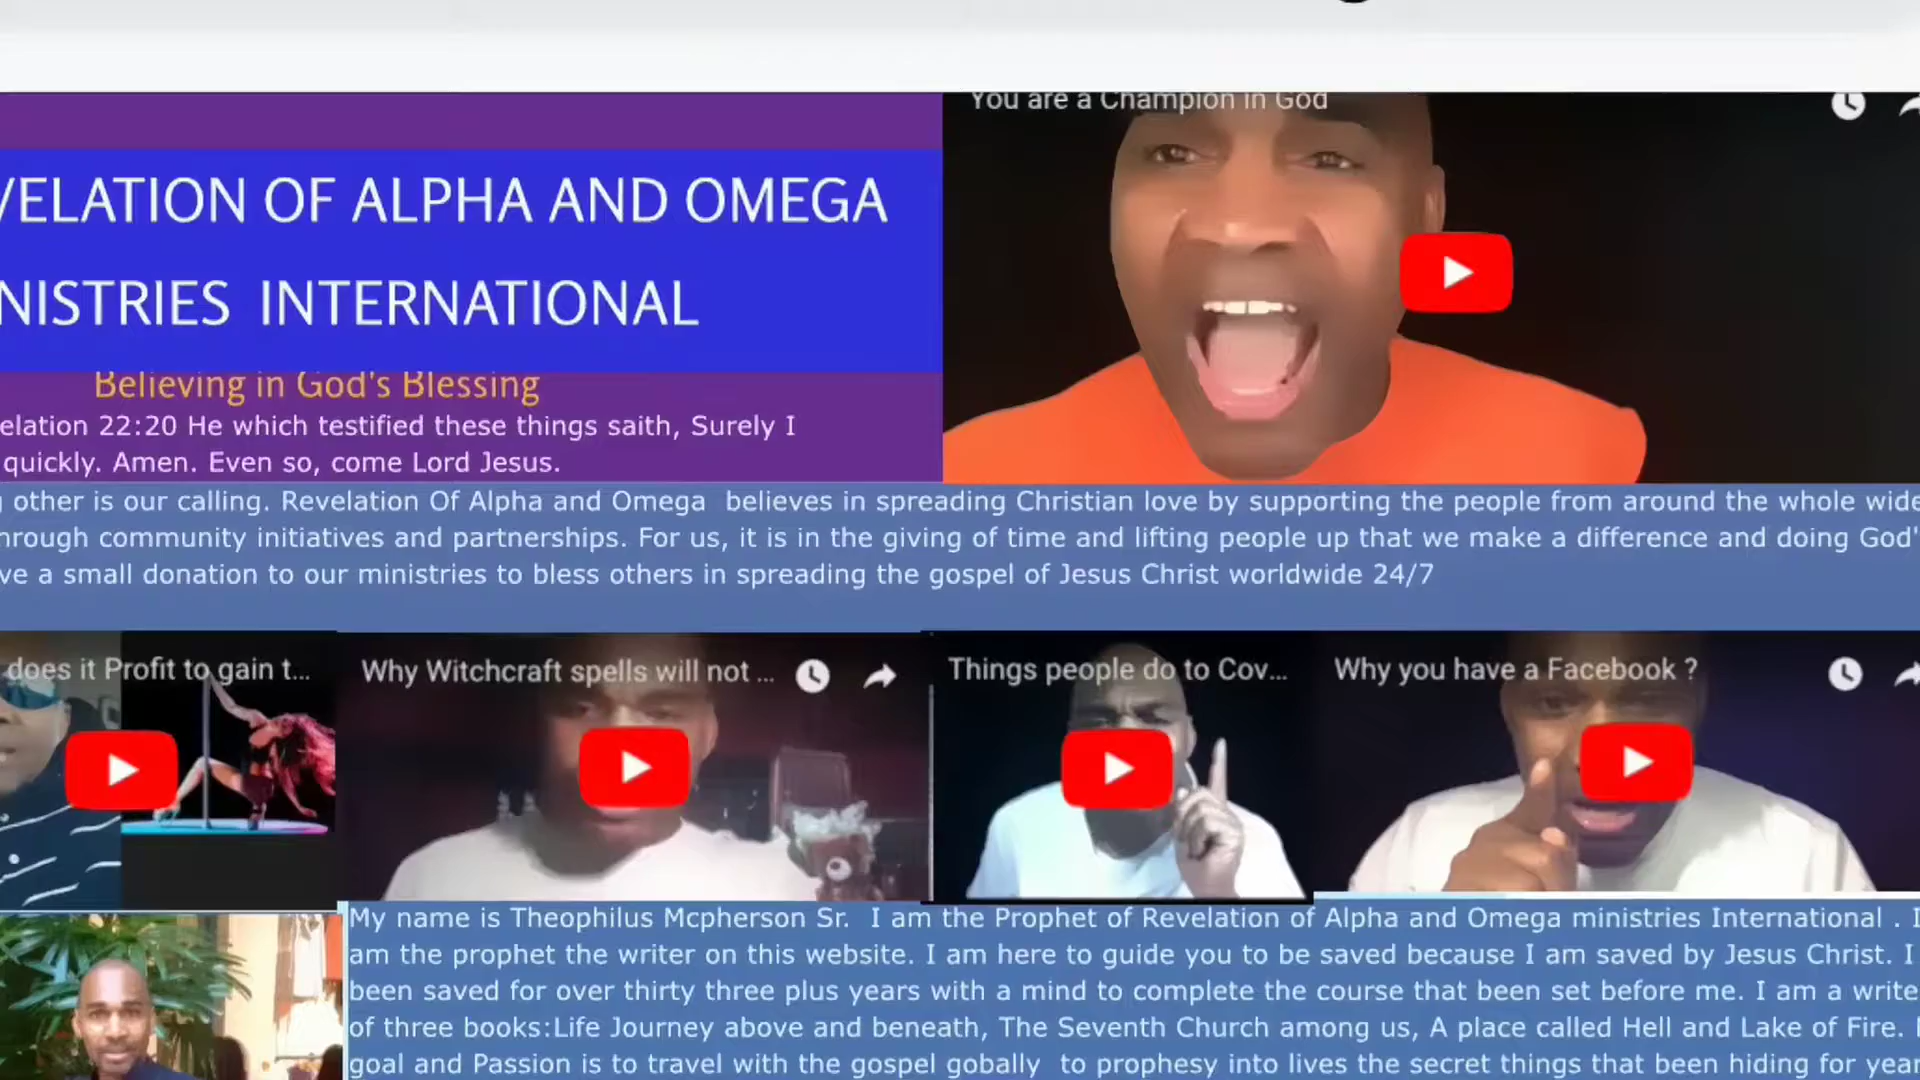 You are a Champion in God
VELATION OF ALPHA AND OMEGA
NISTRIES INTERNATIONAL
Believing in God's Blessing
elation 22:20 He which testified these things saith, Surely I
quickly. Amen. Even so, come Lord Jesus.
other is our calling. Revelation Of Alpha and Omega believes in spreading Christian love by supporting the people from around the whole wide
hrough community initiatives and partnerships. For us, it is in the giving of time and lifting people up that we make a difference and doing God'
ve a small donation to our ministries to bless others in spreading the gospel of Jesus Christ worldwide 24/7
does it Profit to gain t...
Why Witchcraft spells will not ...
Things people do to Cov...
Why you have a Facebook ?
My name is Theophilus Mcpherson Sr. I am the Prophet of Revelation of Alpha and Omega ministries International . I
am the prophet the writer on this website. I am here to guide you to be saved because I am saved by Jesus Christ. I
been saved for over thirty three plus years with a mind to complete the course that been set before me. I am a write
of three books:Life Journey above and beneath, The Seventh Church among us, A place called Hell and Lake of Fire.
goal and Passion is to travel with the gospel gobally to prophesy into lives the secret things that been hiding for year